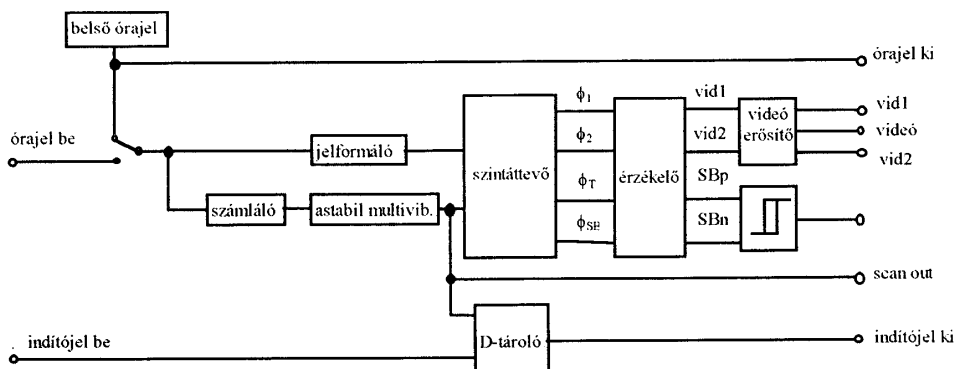 belső órajel
órajel ki
órajel be
jelformáló
számláló
astabil multivib.
szintáttevő
ϕ1
ϕ2
ϕT
ϕSE
érzékelő
vid1
vid2
SBp
SBn
videó
erősítő
vid1
videó
vid2
scan out
indítójel be
D-tároló
indítójel ki